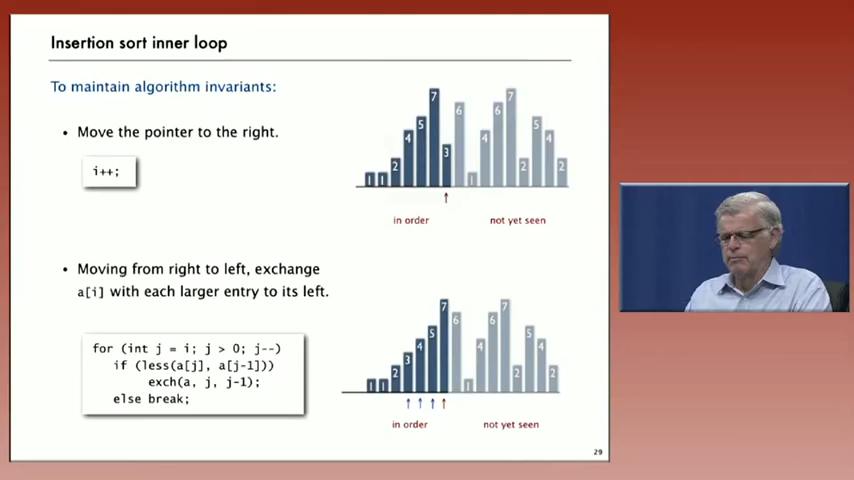 Insertion sort inner loop
To maintain algorithm invariants:
• Move the pointer to the right.
i++;
1 1 2 4 5 7 3 6 1 4 6 7 2 5 4 2
in order
not yet seen
• Moving from right to left, exchange
a[i] with each larger entry to its left.
for (int j = i; j > 0; j--)
if (less(a[j], a[j-1]))
exch(a, j, j-1);
else break;
1 1 2 3 4 5 7 6 1 4 6 7 2 5 4 2
in order
not yet seen
29